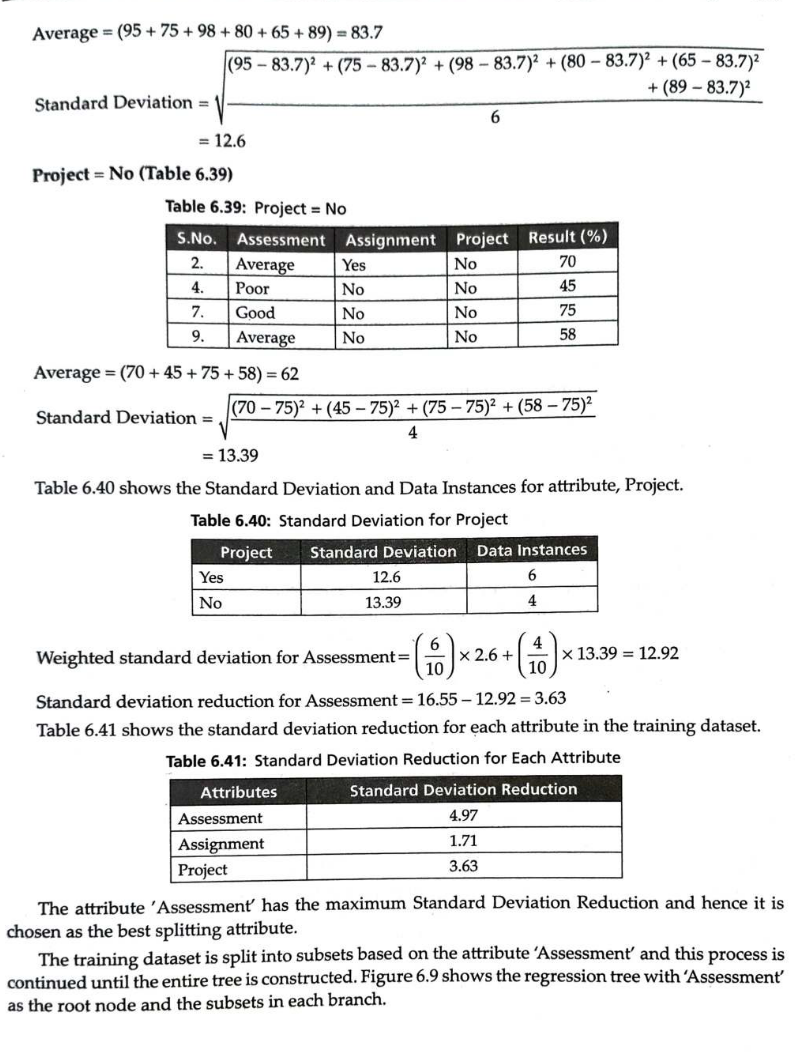 Average = (95 + 75 + 98 + 80 + 65 + 89) = 83.7
Standard Deviation = √((95 – 83.7)² + (75 – 83.7)² + (98 – 83.7)² + (80 – 83.7)² + (65 – 83.7)² + (89 – 83.7)² / 6)
= 12.6
Project = No (Table 6.39)
Table 6.39: Project = No
S.No. Assessment Assignment Project Result (%)
2. Average Yes No 70
4. Poor No No 45
7. Good No No 75
9. Average No No 58
Average = (70 + 45 + 75 + 58) = 62
Standard Deviation = √((70 – 75)² + (45 – 75)² + (75 – 75)² + (58 – 75)² / 4)
= 13.39
Table 6.40 shows the Standard Deviation and Data Instances for attribute, Project.
Table 6.40: Standard Deviation for Project
Project Standard Deviation Data Instances
Yes 12.6 6
No 13.39 4
Weighted standard deviation for Assessment = (6/10) × 2.6 + (4/10) × 13.39 = 12.92
Standard deviation reduction for Assessment = 16.55 – 12.92 = 3.63
Table 6.41 shows the standard deviation reduction for each attribute in the training dataset.
Table 6.41: Standard Deviation Reduction for Each Attribute
Attributes Standard Deviation Reduction
Assessment 4.97
Assignment 1.71
Project 3.63
The attribute 'Assessment' has the maximum Standard Deviation Reduction and hence it is
chosen as the best splitting attribute.
The training dataset is split into subsets based on the attribute 'Assessment' and this process is
continued until the entire tree is constructed. Figure 6.9 shows the regression tree with 'Assessment'
as the root node and the subsets in each branch.